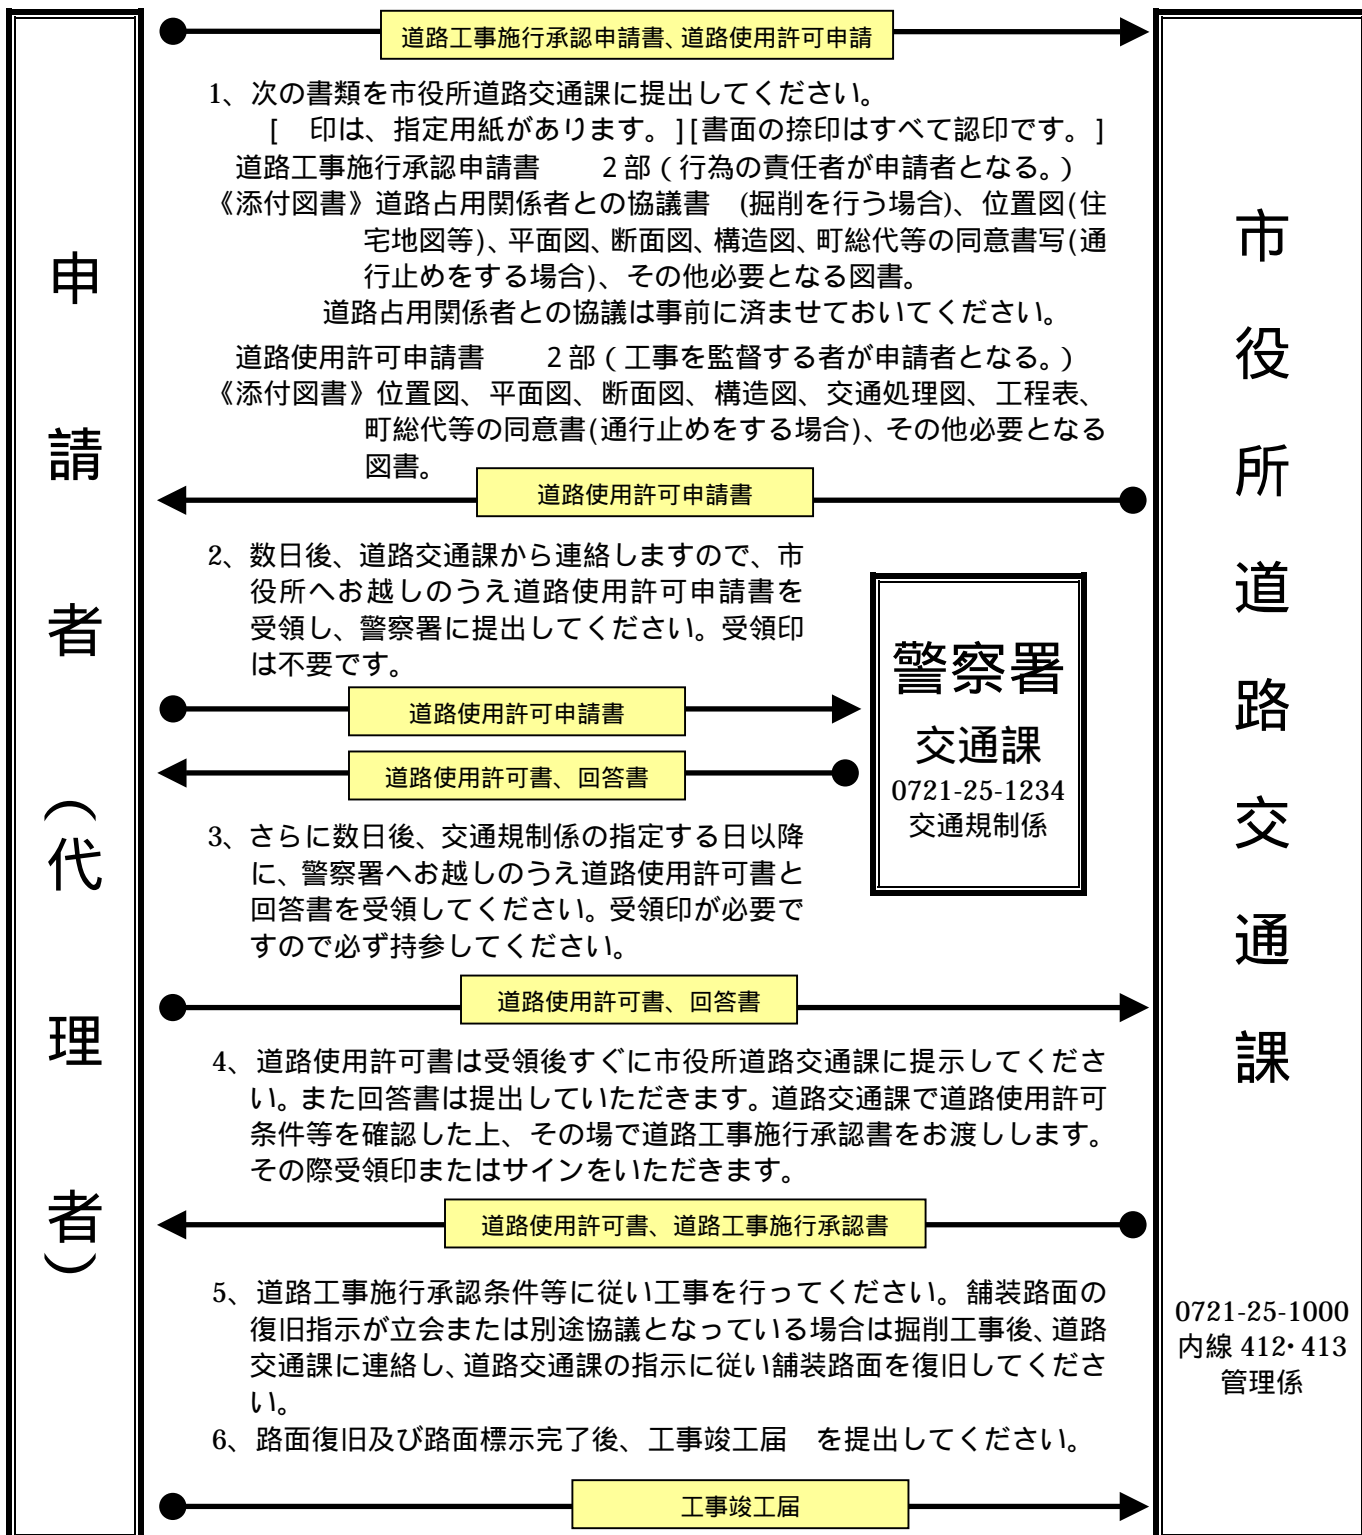 道路工事施行承認申請書、道路使用許可申請
1、次の書類を市役所道路交通課に提出してください。
[　印は、指定用紙があります。][書面の捺印はすべて認印です。]
道路工事施行承認申請書　　２部（行為の責任者が申請者となる。）
《添付図書》道路占用関係者との協議書　(掘削を行う場合)、位置図(住
宅地図等)、平面図、断面図、構造図、町総代等の同意書写(通
行止めをする場合)、その他必要となる図書。
道路占用関係者との協議は事前に済ませておいてください。
道路使用許可申請書　　２部（工事を監督する者が申請者となる。）
《添付図書》位置図、平面図、断面図、構造図、交通処理図、工程表、
町総代等の同意書(通行止めをする場合)、その他必要となる
図書。
道路使用許可申請書
2、数日後、道路交通課から連絡しますので、市
役所へお越しのうえ道路使用許可申請書を
受領し、警察署に提出してください。受領印
は不要です。
道路使用許可申請書
道路使用許可書、回答書
警察署
交通課
0721-25-1234
交通規制係
3、さらに数日後、交通規制係の指定する日以降
に、警察署へお越しのうえ道路使用許可書と
回答書を受領してください。受領印が必要で
すので必ず持参してください。
道路使用許可書、回答書
4、道路使用許可書は受領後すぐに市役所道路交通課に提示してくださ
い。また回答書は提出していただきます。道路交通課で道路使用許可
条件等を確認した上、その場で道路工事施行承認書をお渡しします。
その際受領印またはサインをいただきます。
道路使用許可書、道路工事施行承認書
5、道路工事施行承認条件等に従い工事を行ってください。舗装路面の
復旧指示が立会または別途協議となっている場合は掘削工事後、道路
交通課に連絡し、道路交通課の指示に従い舗装路面を復旧してくださ
い。
6、路面復旧及び路面標示完了後、工事竣工届　を提出してください。
工事竣工届
申請者（代理者）
市役所道路交通課
0721-25-1000
内線 412・413
管理係